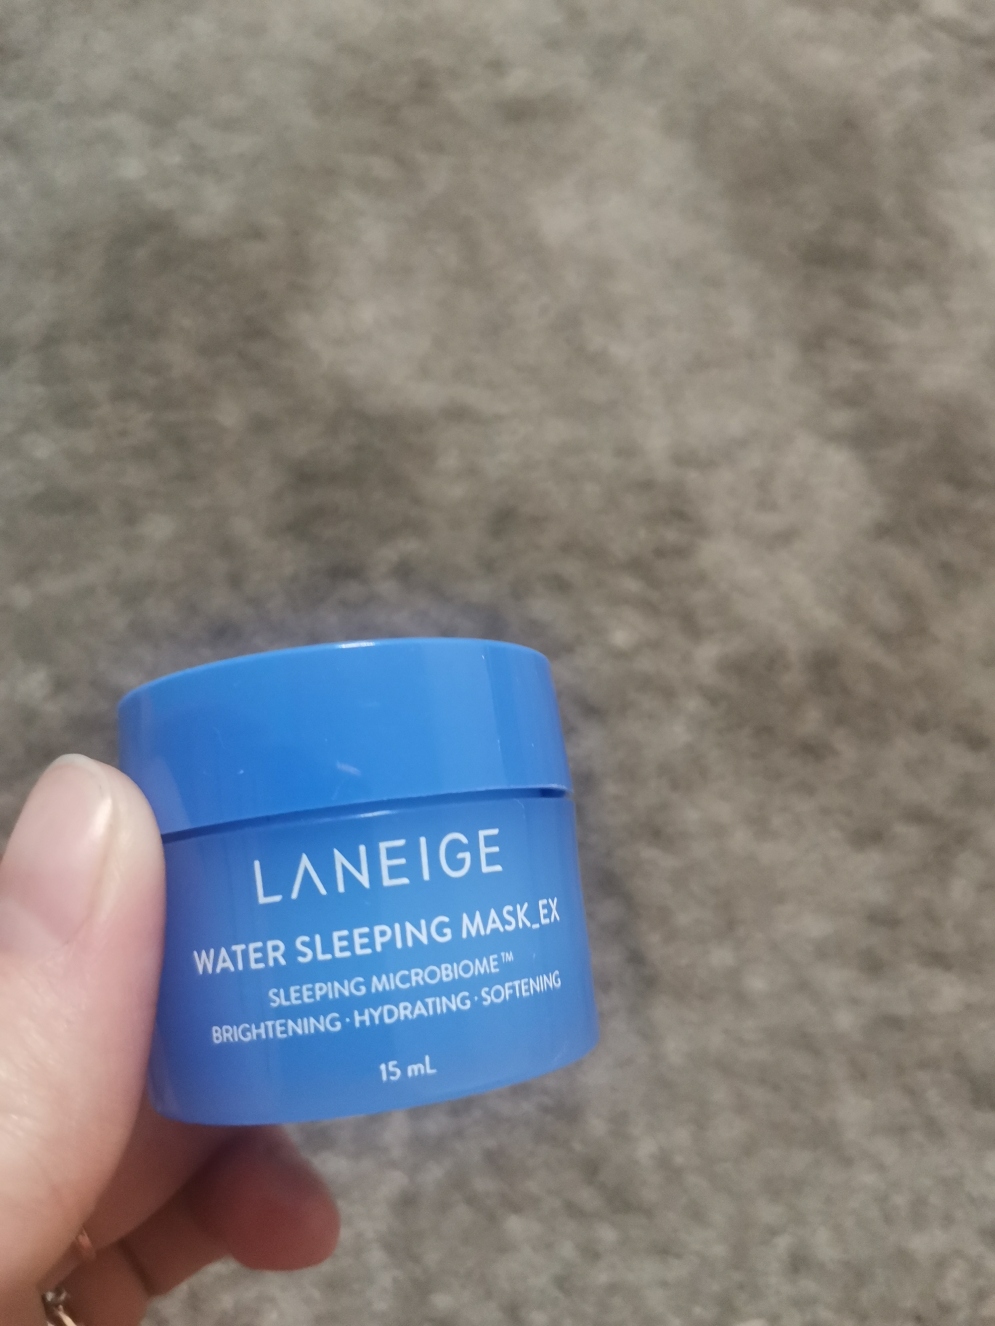 LANEIGE
WATER SLEEPING MASK_EX
SLEEPING MICROBIOME™
BRIGHTENING · HYDRATING · SOFTENING
15 mL